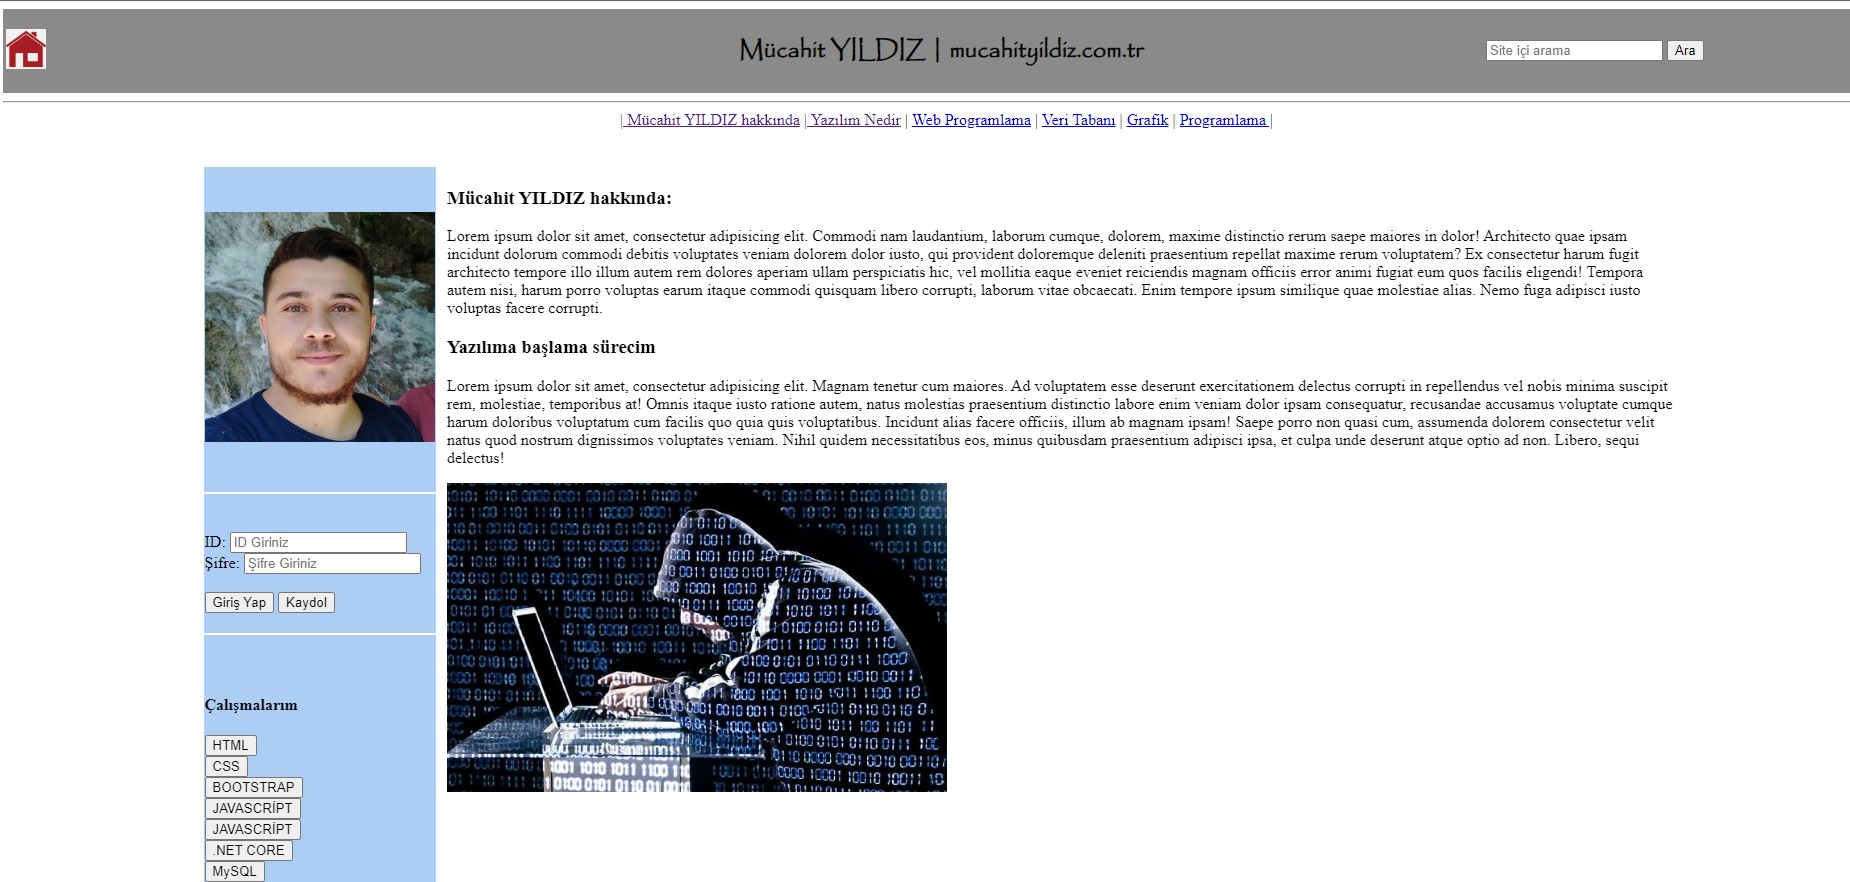 Mücahit YILDIZ | mucahityildiz.com.tr
Site içi arama Ara
| Mücahit YILDIZ hakkında | Yazılım Nedir | Web Programlama | Veri Tabanı | Grafik | Programlama |
Mücahit YILDIZ hakkında:
Lorem ipsum dolor sit amet, consectetur adipisicing elit. Commodi nam laudantium, laborum cumque, dolorem, maxime distinctio rerum saepe maiores in dolor! Architecto quae ipsam
incidunt dolorum commodi debitis voluptates veniam dolorem dolor iusto, qui provident doloremque deleniti praesentium repellat maxime rerum voluptatem? Ex consectetur harum fugit
architecto tempore illo illum autem rem dolores aperiam ullam perspiciatis hic, vel mollitia eaque eveniet reiciendis magnam officiis error animi fugiat eum quos facilis eligendi! Tempora
autem nisi, harum porro voluptas earum itaque commodi quisquam libero corrupti, laborum vitae obcaecati. Enim tempore ipsum similique quae molestiae alias. Nemo fuga adipisci iusto
voluptas facere corrupti.
Yazılıma başlama sürecim
Lorem ipsum dolor sit amet, consectetur adipisicing elit. Magnam tenetur cum maiores. Ad voluptatem esse deserunt exercitationem delectus corrupti in repellendus vel nobis minima suscipit
rem, molestiae, temporibus at! Omnis itaque iusto ratione autem, natus molestias praesentium distinctio labore enim veniam dolor ipsam consequatur, recusandae accusamus voluptate cumque
harum doloribus voluptatum cum facilis quo quia quis voluptatibus. Incidunt alias facere officiis, illum ab magnam ipsam! Saepe porro non quasi cum, assumenda dolorem consectetur velit
natus quod nostrum dignissimos voluptates veniam. Nihil quidem necessitatibus eos, minus quibusdam praesentium adipisci ipsa, et culpa unde deserunt atque optio ad non. Libero, sequi
delectus!
ID: ID Giriniz
Şifre: Şifre Giriniz
Giriş Yap Kaydol
Çalışmalarım
HTML
CSS
BOOTSTRAP
JAVASCRİPT
JAVASCRİPT
.NET CORE
MySQL